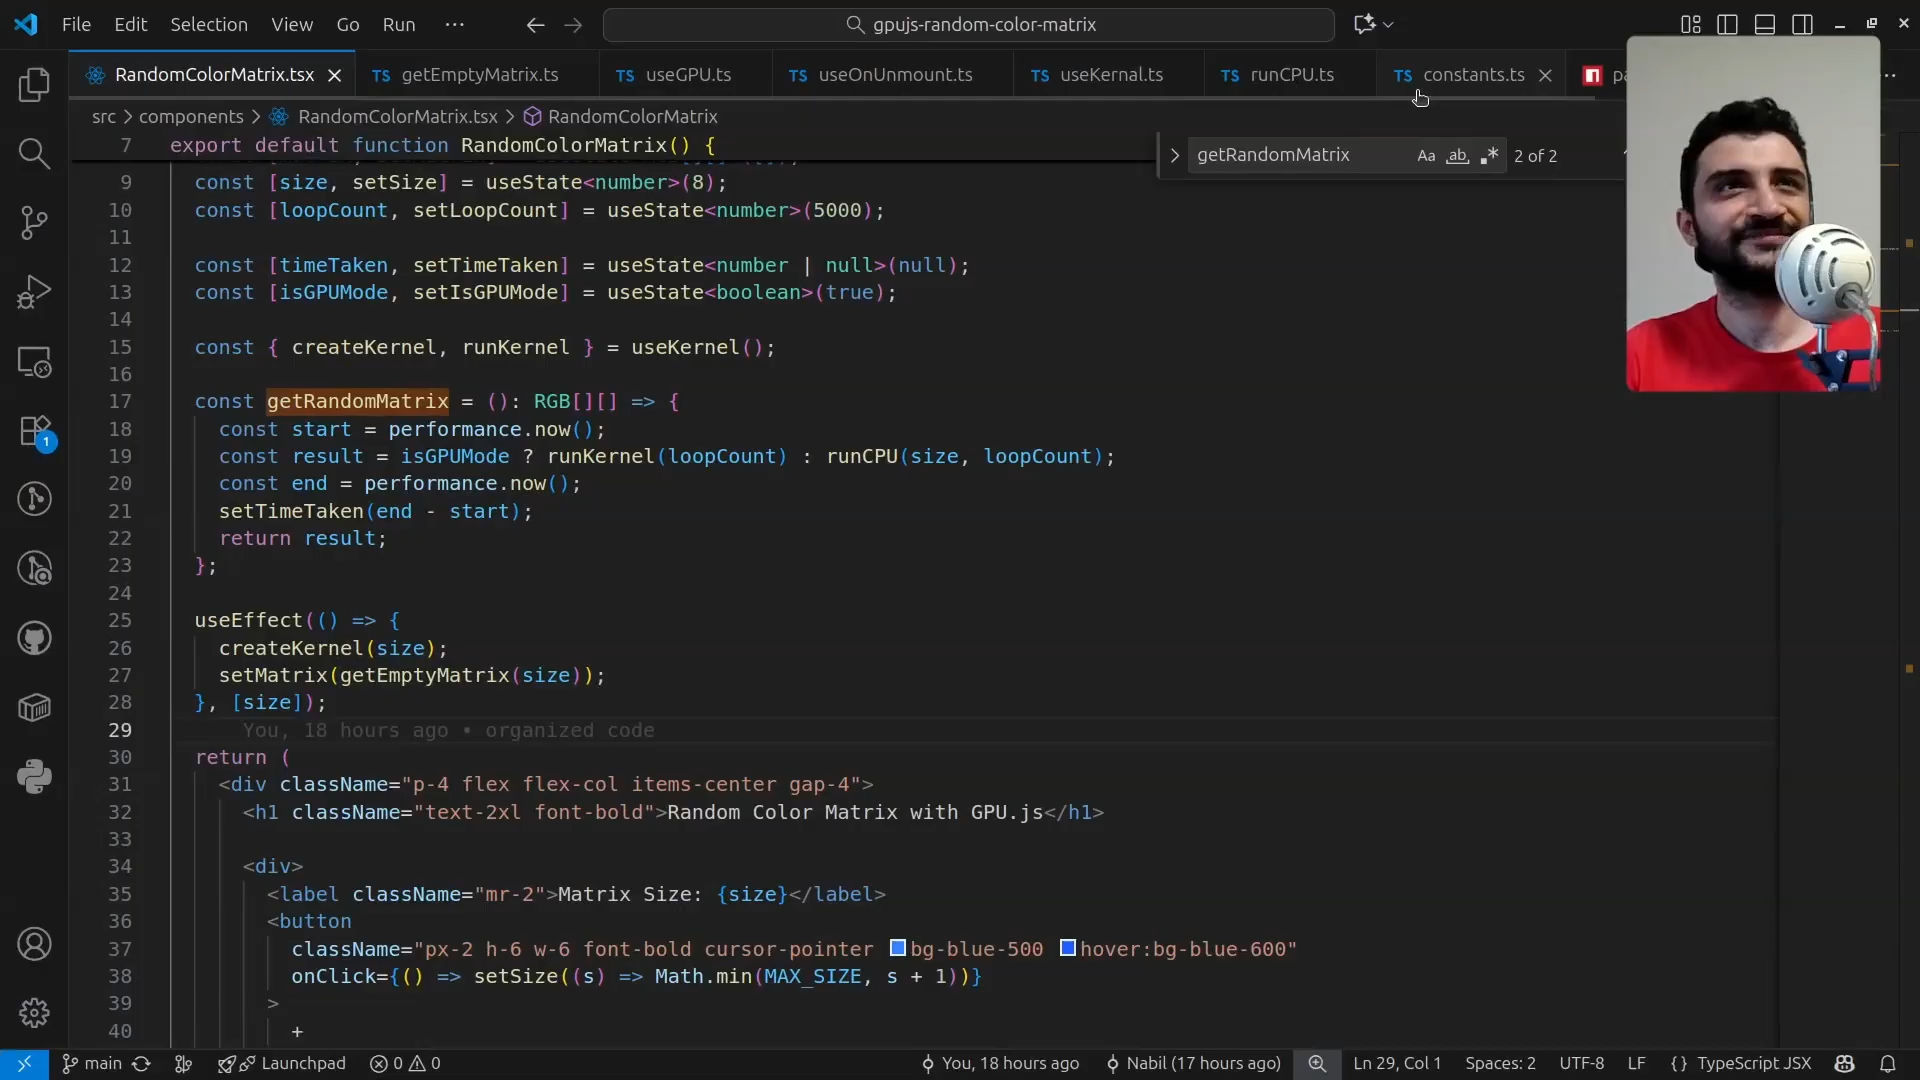 File Edit Selection View Go Run ··· gpujs-random-color-matrix
RandomColorMatrix.tsx TS getEmptyMatrix.ts TS useGPU.ts TS useOnUnmount.ts TS useKernel.ts TS runCPU.ts TS constants.ts
src > components > RandomColorMatrix.tsx > RandomColorMatrix
getRandomMatrix Aa ab 2 of 2
7 export default function RandomColorMatrix() {
9 const [size, setSize] = useState<number>(8);
10 const [loopCount, setLoopCount] = useState<number>(5000);
11
12 const [timeTaken, setTimeTaken] = useState<number | null>(null);
13 const [isGPUMode, setIsGPUMode] = useState<boolean>(true);
14
15 const { createKernel, runKernel } = useKernel();
16
17 const getRandomMatrix = (): RGB[][] => {
18 const start = performance.now();
19 const result = isGPUMode ? runKernel(loopCount) : runCPU(size, loopCount);
20 const end = performance.now();
21 setTimeTaken(end - start);
22 return result;
23 };
24
25 useEffect(() => {
26 createKernel(size);
27 setMatrix(getEmptyMatrix(size));
28 }, [size]);
29 You, 18 hours ago • organized code
30 return (
31 <div className="p-4 flex flex-col items-center gap-4">
32 <h1 className="text-2xl font-bold">Random Color Matrix with GPU.js</h1>
33
34 <div>
35 <label className="mr-2">Matrix Size: {size}</label>
36 <button
37 className="px-2 h-6 w-6 font-bold cursor-pointer bg-blue-500 hover:bg-blue-600"
38 onClick={() => setSize((s) => Math.min(MAX_SIZE, s + 1))}
39 >
40 +
1
main Launchpad 0 0 You, 18 hours ago Nabil (17 hours ago) Ln 29, Col 1 Spaces: 2 UTF-8 LF {} TypeScript JSX